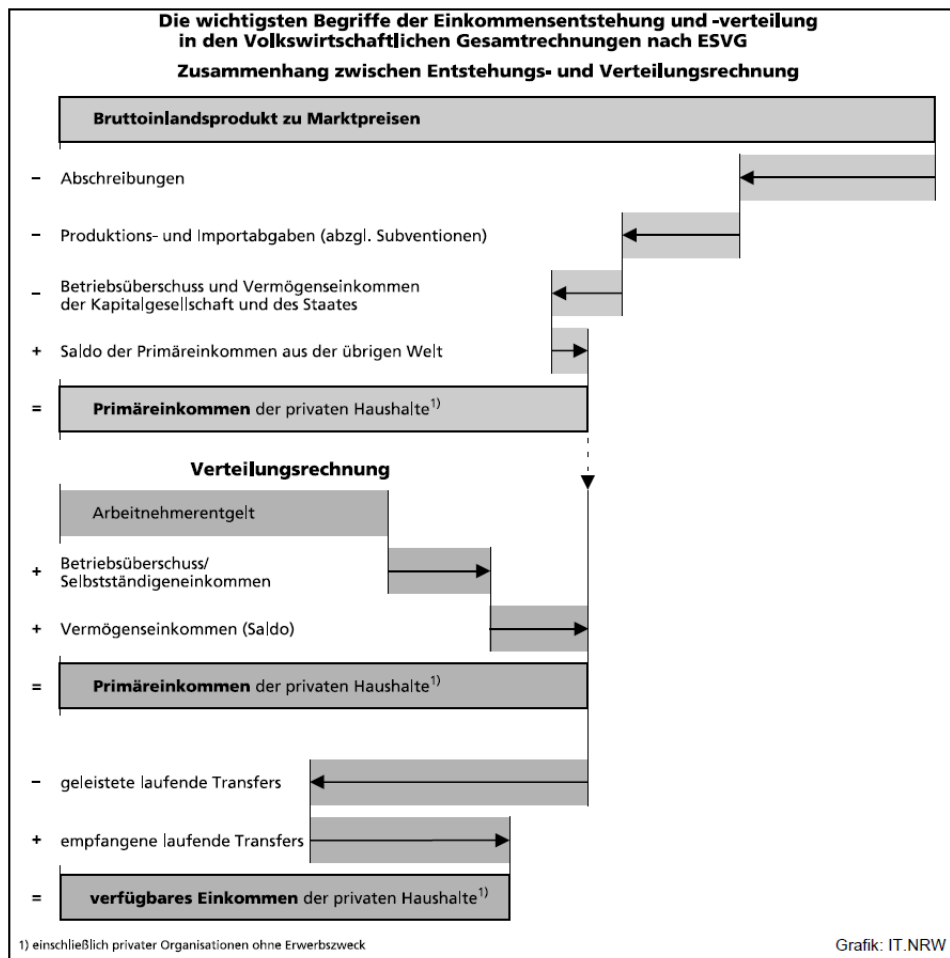 Die wichtigsten Begriffe der Einkommensentstehung und -verteilung
in den Volkswirtschaftlichen Gesamtrechnungen nach ESVG
Zusammenhang zwischen Entstehungs- und Verteilungsrechnung
Bruttoinlandsprodukt zu Marktpreisen
– Abschreibungen
– Produktions- und Importabgaben (abzgl. Subventionen)
– Betriebsüberschuss und Vermögenseinkommen
der Kapitalgesellschaft und des Staates
+ Saldo der Primäreinkommen aus der übrigen Welt
= Primäreinkommen der privaten Haushalte1)
Verteilungsrechnung
Arbeitnehmerentgelt
+ Betriebsüberschuss/
Selbstständigeneinkommen
+ Vermögenseinkommen (Saldo)
= Primäreinkommen der privaten Haushalte1)
– geleistete laufende Transfers
+ empfangene laufende Transfers
= verfügbares Einkommen der privaten Haushalte1)
1) einschließlich privater Organisationen ohne Erwerbszweck
Grafik: IT.NRW